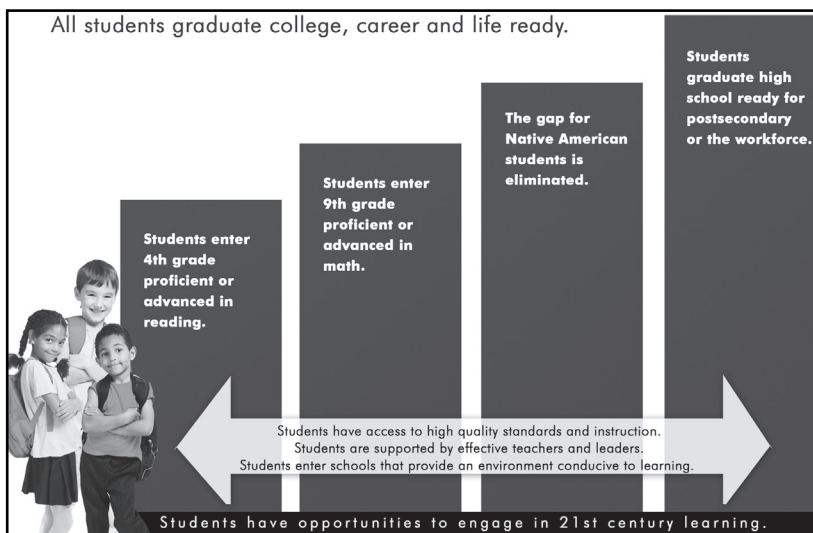 All students graduate college, career and life ready.
Students enter
4th grade
proficient or
advanced in
reading.
Students enter
9th grade
proficient or
advanced in
math.
The gap for
Native American
students is
eliminated.
Students
graduate high
school ready for
postsecondary
or the workforce.
Students have access to high quality standards and instruction.
Students are supported by effective teachers and leaders.
Students enter schools that provide an environment conducive to learning.
Students have opportunities to engage in 21st century learning.